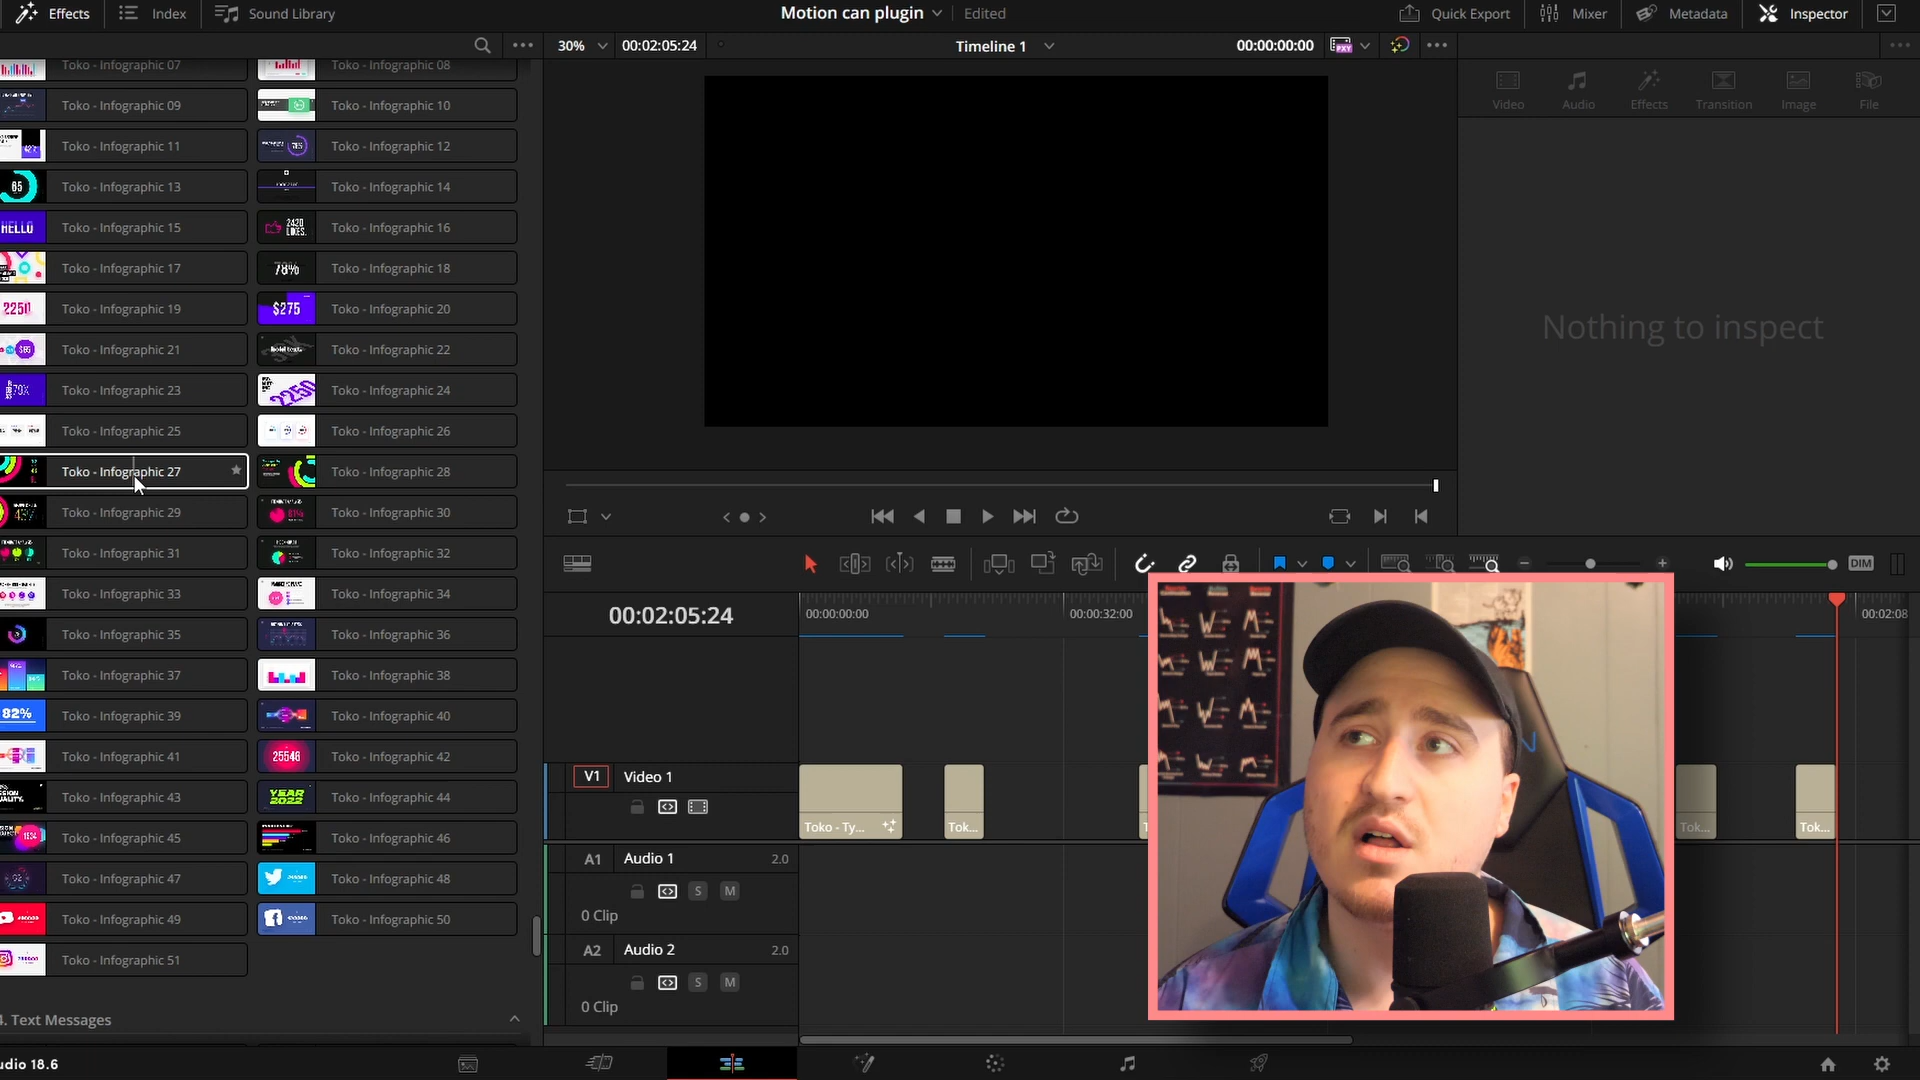 Effects
Index
Sound Library
Motion can plugin
Edited
Quick Export
Mixer
Metadata
Inspector
30%
00:02:05:24
Timeline 1
00:00:00:00
Video
Audio
Effects
Transition
Image
File
Nothing to inspect
Toko - Infographic 07
Toko - Infographic 08
Toko - Infographic 09
Toko - Infographic 10
Toko - Infographic 11
Toko - Infographic 12
Toko - Infographic 13
Toko - Infographic 14
Toko - Infographic 15
Toko - Infographic 16
Toko - Infographic 17
Toko - Infographic 18
Toko - Infographic 19
Toko - Infographic 20
Toko - Infographic 21
Toko - Infographic 22
Toko - Infographic 23
Toko - Infographic 24
Toko - Infographic 25
Toko - Infographic 26
Toko - Infographic 27
Toko - Infographic 28
Toko - Infographic 29
Toko - Infographic 30
Toko - Infographic 31
Toko - Infographic 32
Toko - Infographic 33
Toko - Infographic 34
Toko - Infographic 35
Toko - Infographic 36
Toko - Infographic 37
Toko - Infographic 38
Toko - Infographic 39
Toko - Infographic 40
Toko - Infographic 41
Toko - Infographic 42
Toko - Infographic 43
Toko - Infographic 44
Toko - Infographic 45
Toko - Infographic 46
Toko - Infographic 47
Toko - Infographic 48
Toko - Infographic 49
Toko - Infographic 50
Toko - Infographic 51
65
HELLO
2420
LIKES.
78%
2250
$275
2250
82%
25546
YEAR
2022
DIM
00:02:05:24
00:00:00:00
00:00:32:00
00:02:08
V1
Video 1
Toko - Ty...
Tok...
Tok...
Tok...
A1
Audio 1
2.0
S
M
0 Clip
A2
Audio 2
2.0
S
M
0 Clip
. Text Messages
udio 18.6